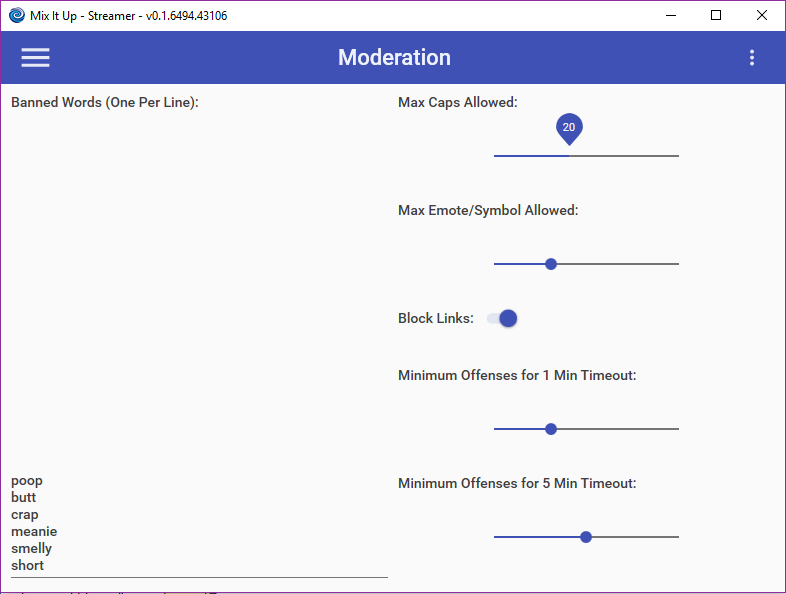 Mix It Up - Streamer - v0.1.6494.43106
Moderation
Banned Words (One Per Line):
poop
butt
crap
meanie
smelly
short
Max Caps Allowed:
20
Max Emote/Symbol Allowed:
Block Links:
Minimum Offenses for 1 Min Timeout:
Minimum Offenses for 5 Min Timeout: